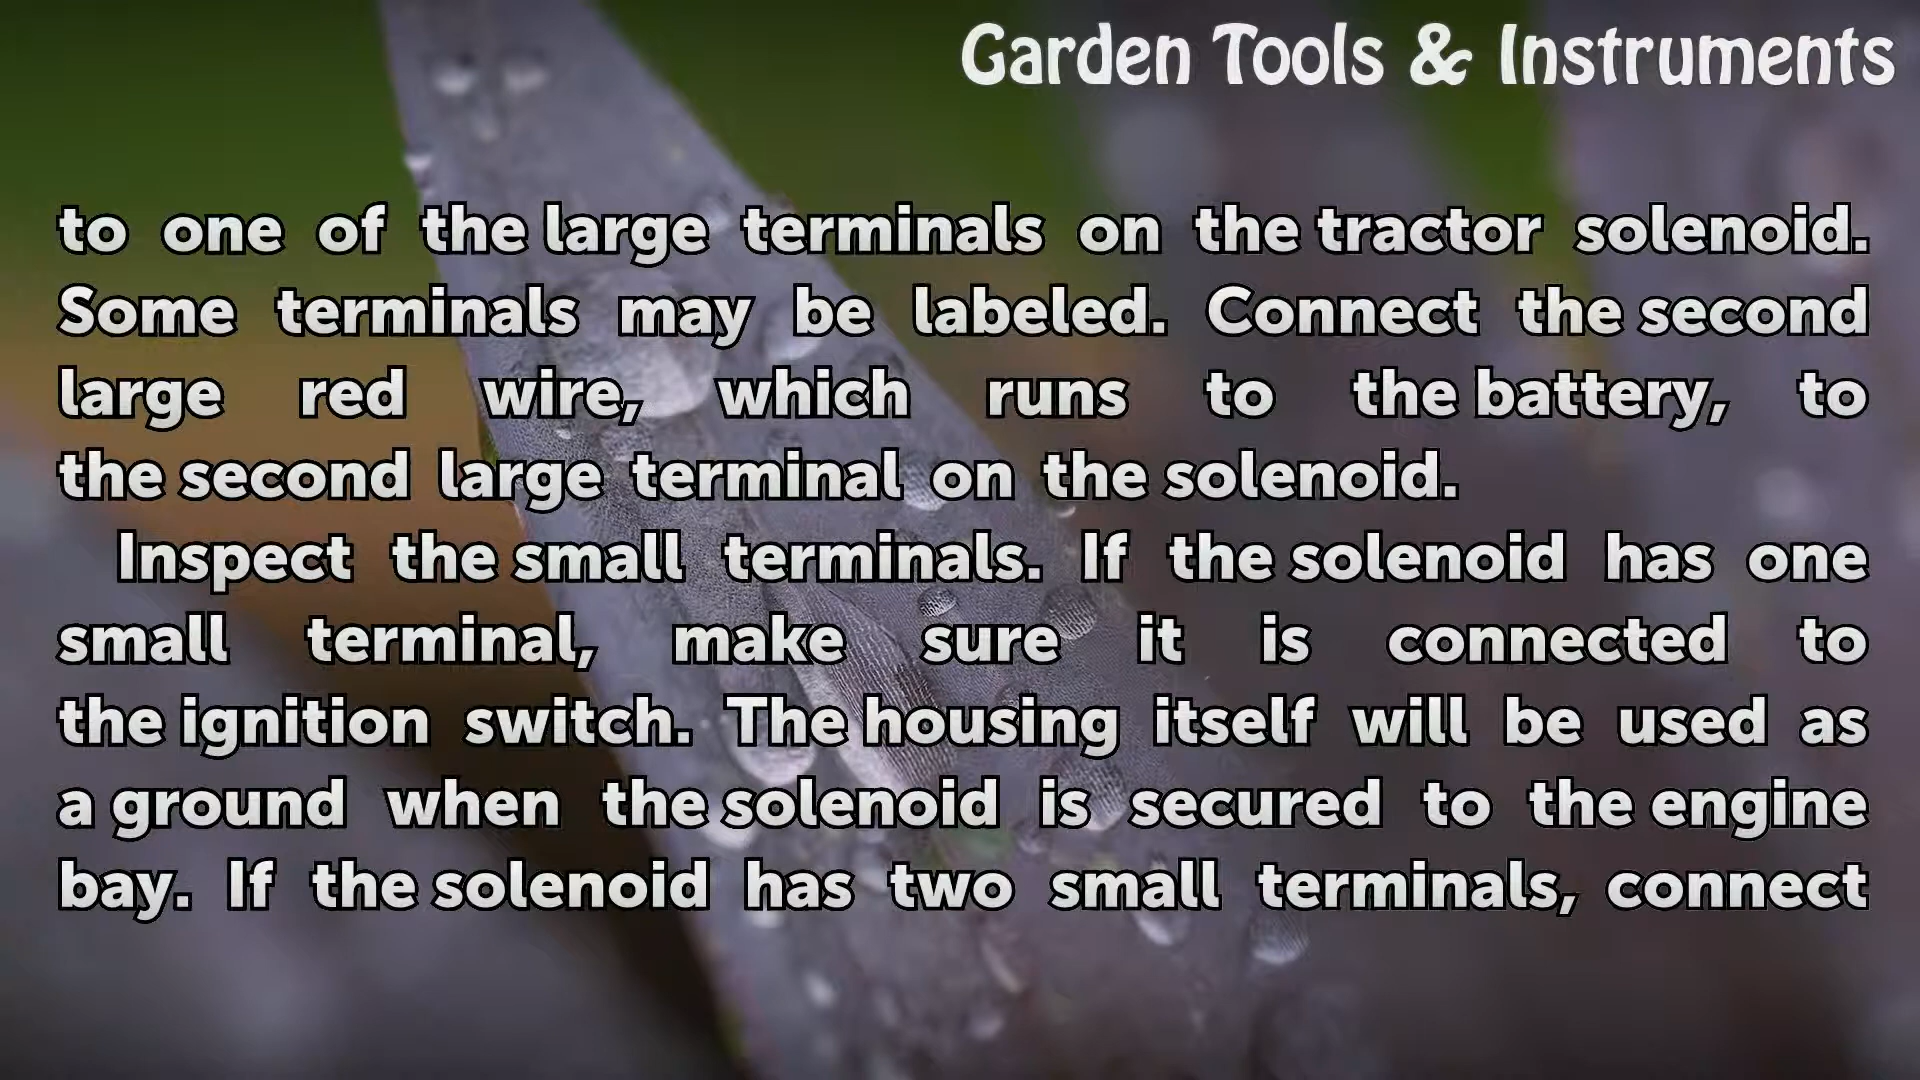 Garden Tools & Instruments
to one of the large terminals on the tractor solenoid.
Some terminals may be labeled. Connect the second
large red wire, which runs to the battery, to
the second large terminal on the solenoid.
Inspect the small terminals. If the solenoid has one
small terminal, make sure it is connected to
the ignition switch. The housing itself will be used as
a ground when the solenoid is secured to the engine
bay. If the solenoid has two small terminals, connect